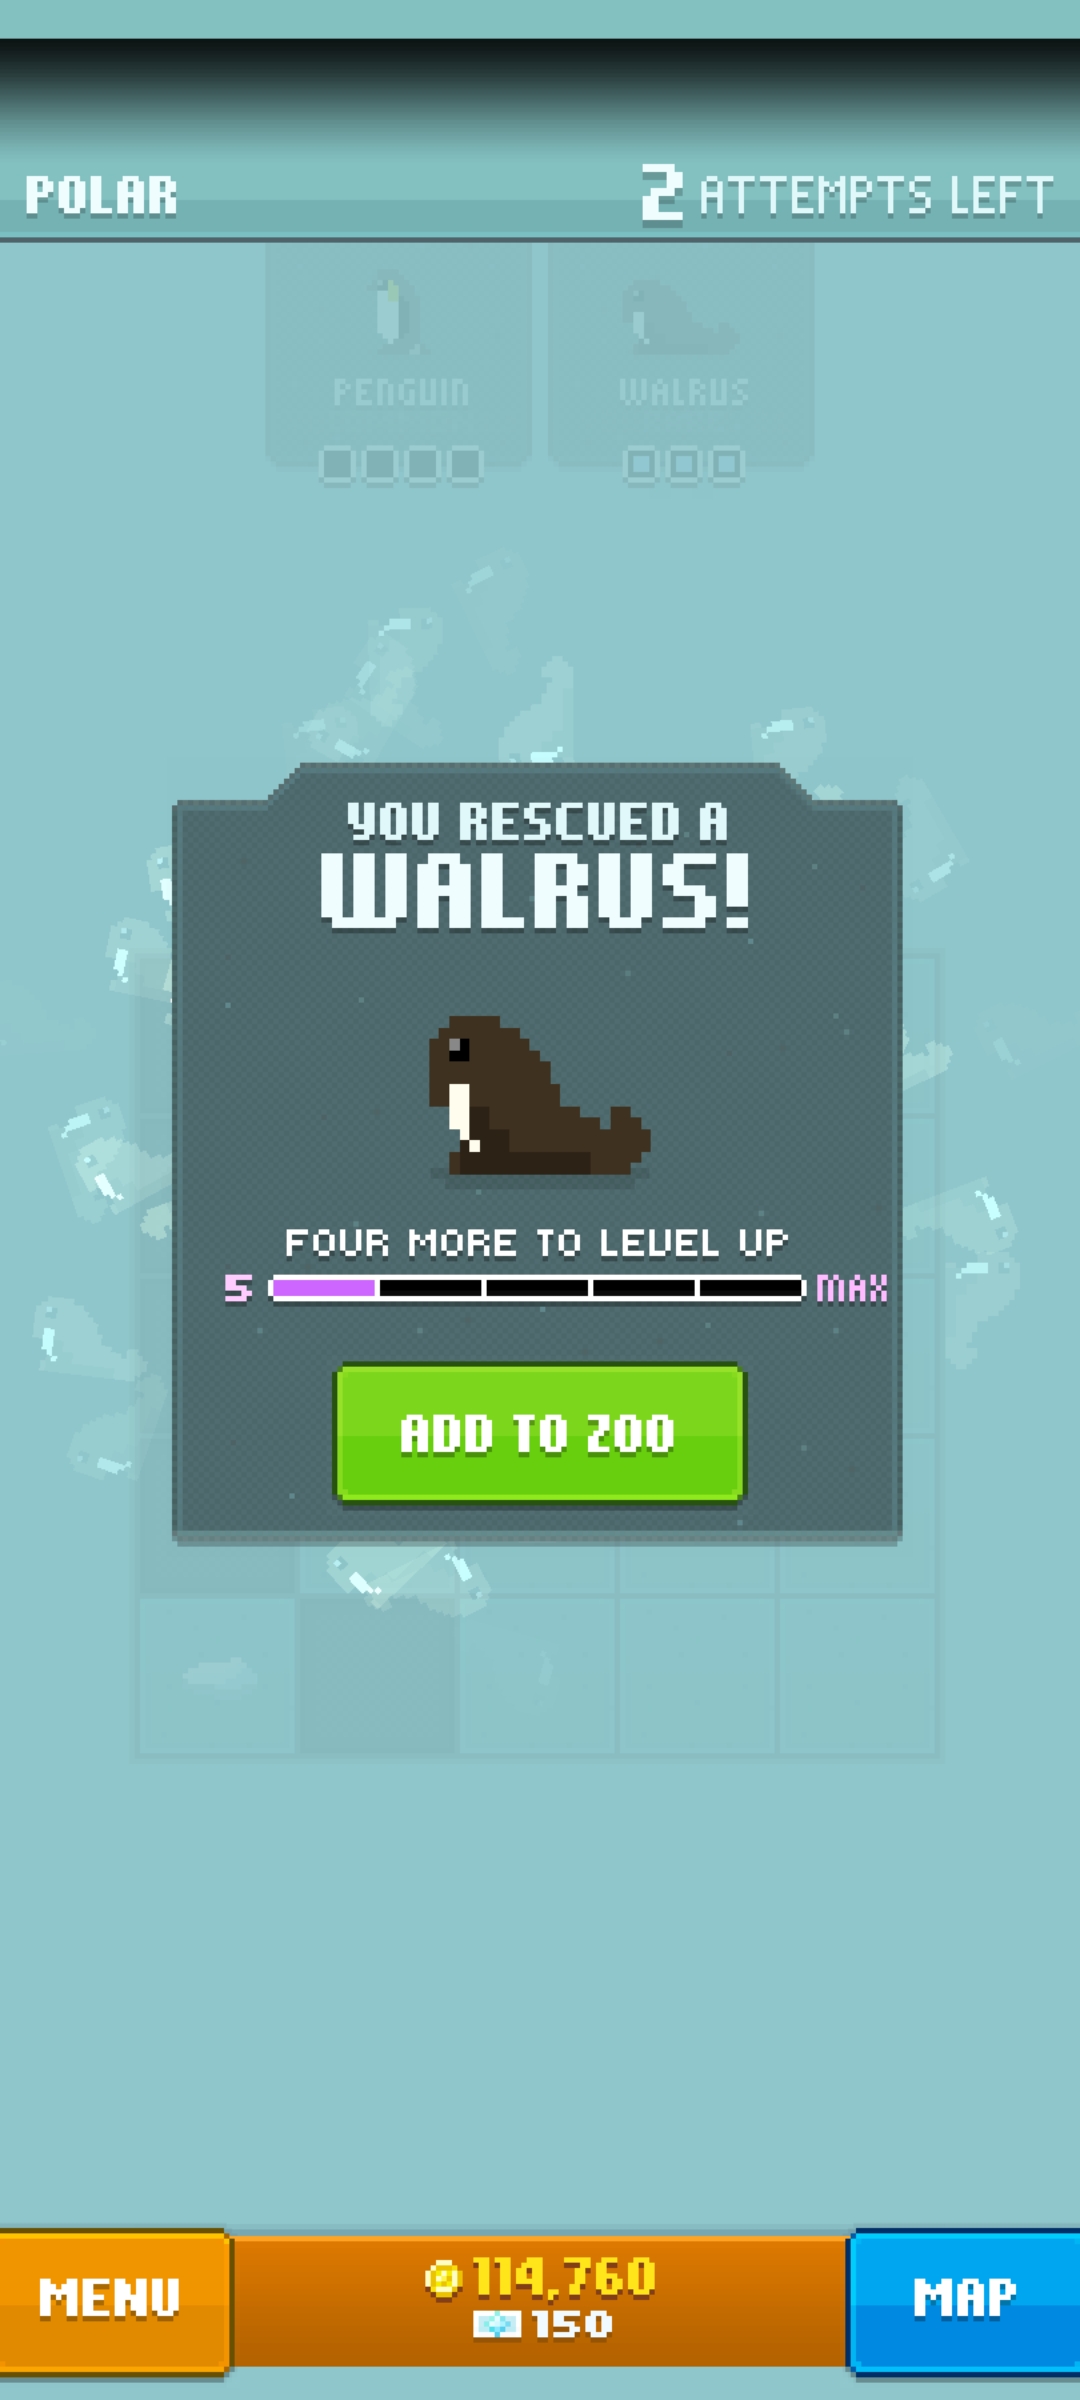 POLAR
2 ATTEMPTS LEFT
PENGUIN
WALRUS
YOU RESCUED A
WALRUS!
FOUR MORE TO LEVEL UP
5
MAX
ADD TO ZOO
MENU
114,760
150
MAP